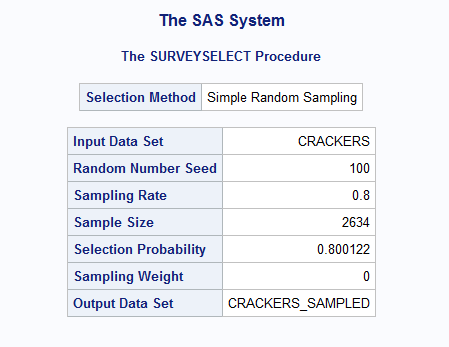 The SAS System
The SURVEYSELECT Procedure
Selection Method Simple Random Sampling
Input Data Set CRACKERS
Random Number Seed 100
Sampling Rate 0.8
Sample Size 2634
Selection Probability 0.800122
Sampling Weight 0
Output Data Set CRACKERS_SAMPLED